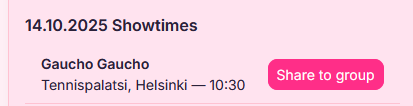 14.10.2025 Showtimes
Gaucho Gaucho
Tennispalatsi, Helsinki — 10:30
Share to group